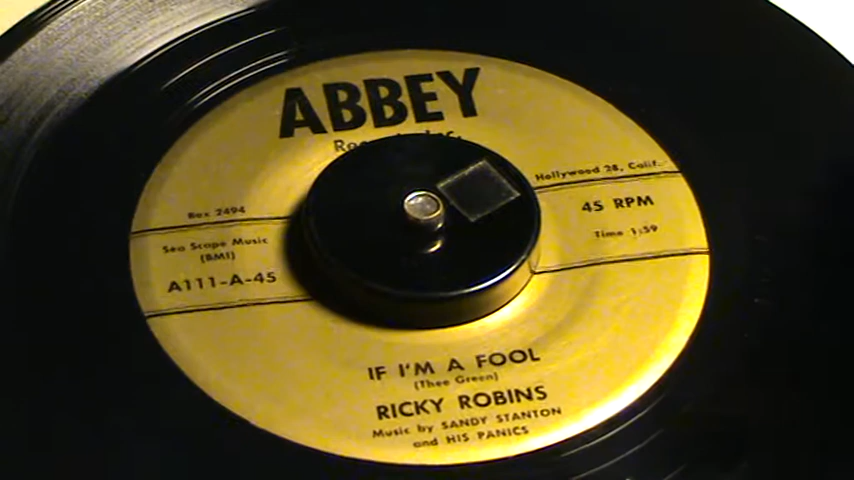 ABBEY
Box 2494
Hollywood 28, Calif.
Sea Scape Music
(BMI)
A111-A-45
45 RPM
Time 1:59
IF I'M A FOOL
(Thee Green)
RICKY ROBINS
Music by SANDY STANTON
and HIS PANICS